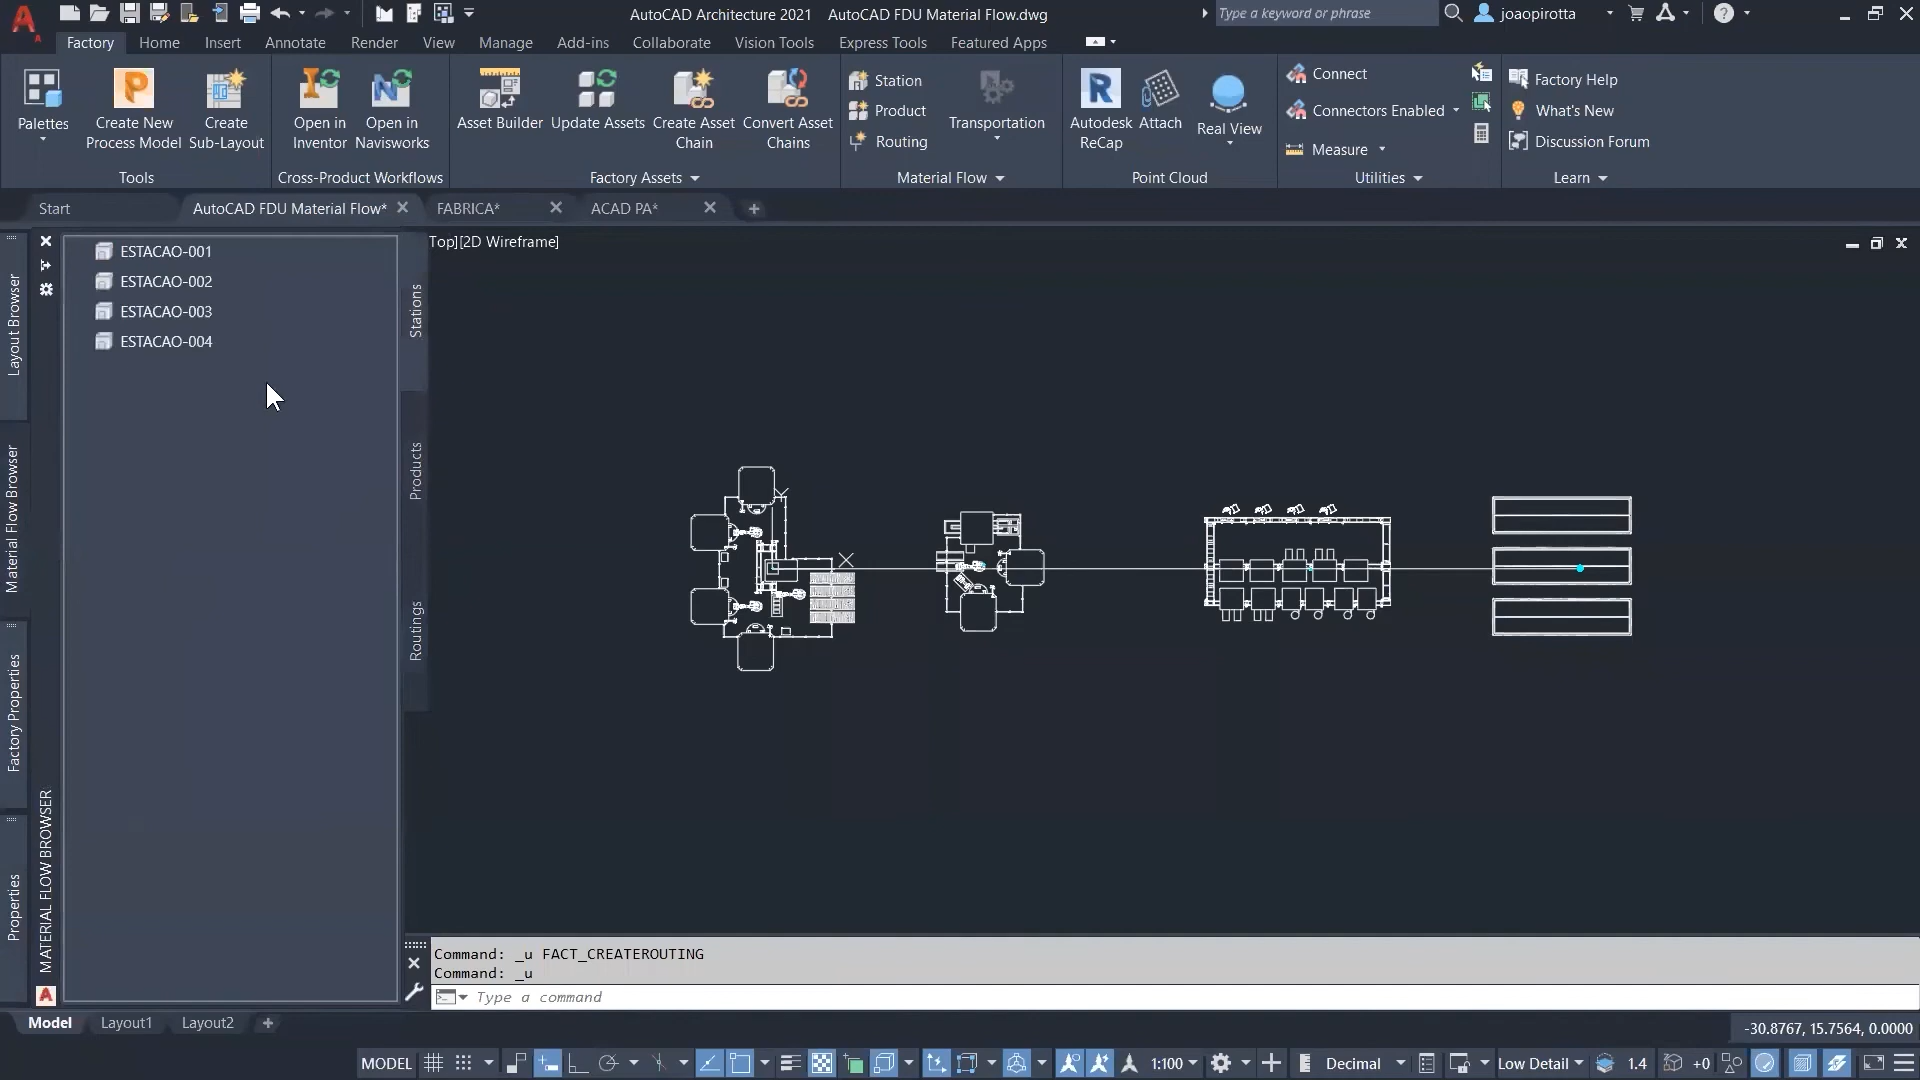 AutoCAD Architecture 2021 AutoCAD FDU Material Flow.dwg
Type a keyword or phrase
joaopirotta
Factory Home Insert Annotate Render View Manage Add-ins Collaborate Vision Tools Express Tools Featured Apps
Palettes
Create New
Process Model
Create
Sub-Layout
Tools
Open in
Inventor
Open in
Navisworks
Cross-Product Workflows
Asset Builder
Update Assets
Create Asset
Chain
Convert Asset
Chains
Factory Assets
Station
Product
Routing
Transportation
Material Flow
Autodesk
ReCap
Attach
Real View
Point Cloud
Connect
Connectors Enabled
Measure
Utilities
Factory Help
What's New
Discussion Forum
Learn
Start
AutoCAD FDU Material Flow*
FABRICA*
ACAD PA*
Layout Browser
Material Flow Browser
Factory Properties
Properties
MATERIAL FLOW BROWSER
ESTACAO-001
ESTACAO-002
ESTACAO-003
ESTACAO-004
Stations
Products
Routings
Top][2D Wireframe]
Command: _u FACT_CREATEROUTING
Command: _u
Type a command
Model Layout1 Layout2
-30.8767, 15.7564, 0.0000
MODEL
1:100
Decimal
Low Detail
1.4
+0